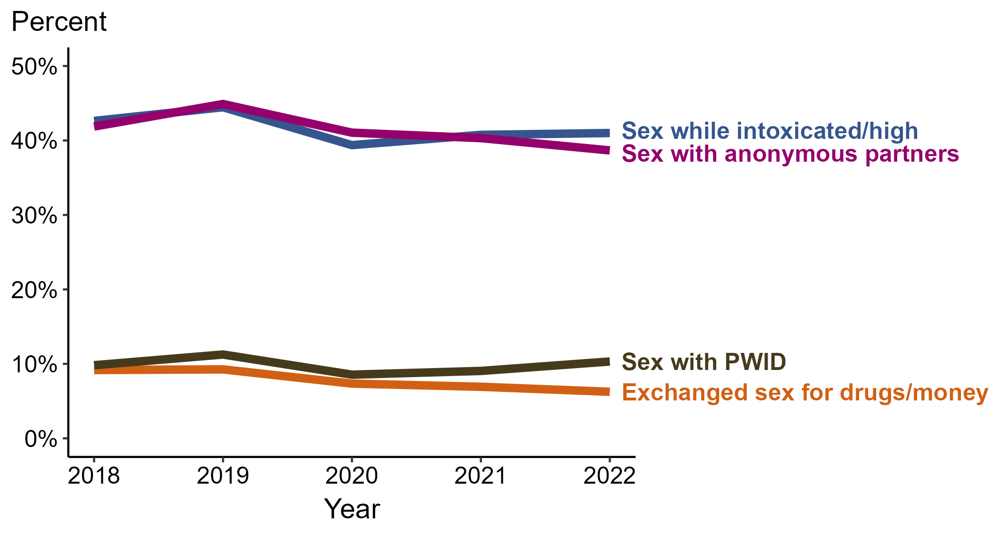 Percent
50%
40%
30%
20%
10%
0%
Sex while intoxicated/high
Sex with anonymous partners
Sex with PWID
Exchanged sex for drugs/money
2018 2019 2020 2021 2022
Year